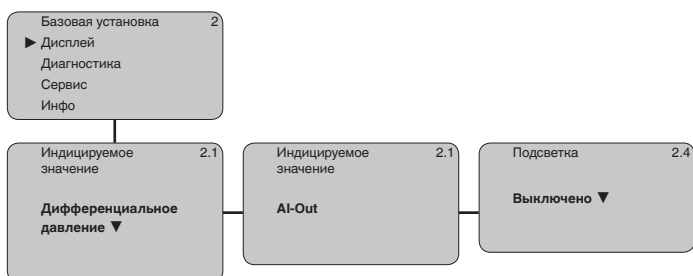 Базовая установка 2
▶ Дисплей
Диагностика
Сервис
Инфо
Индицируемое 2.1
значение
Дифференциальное
давление ▼
Индицируемое 2.1
значение
AI-Out
Подсветка 2.4
Выключено ▼